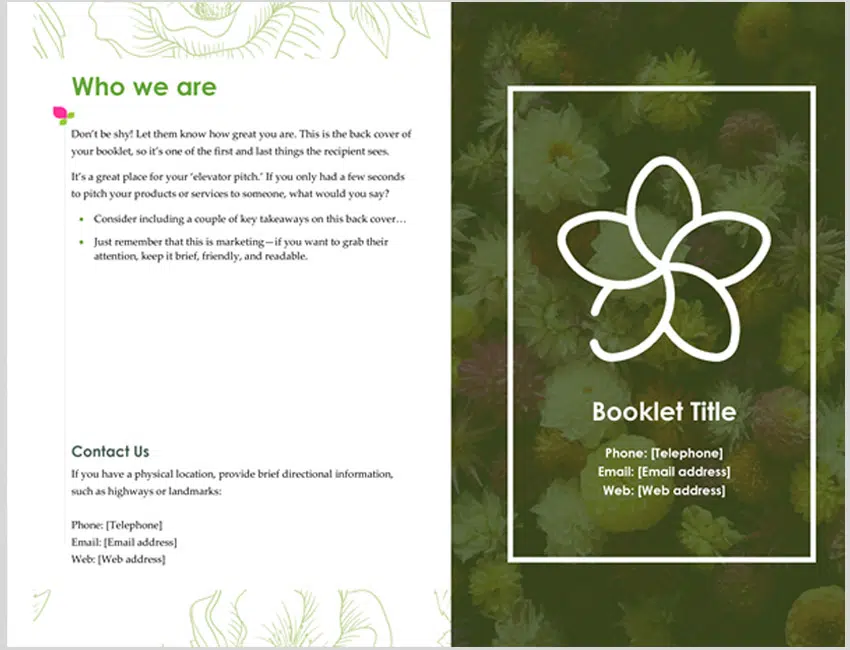 Who we are
Don't be shy! Let them know how great you are. This is the back cover of
your booklet, so it's one of the first and last things the recipient sees.
It's a great place for your 'elevator pitch.' If you only had a few seconds
to pitch your products or services to someone, what would you say?
• Consider including a couple of key takeaways on this back cover…
• Just remember that this is marketing—if you want to grab their
attention, keep it brief, friendly, and readable.
Contact Us
If you have a physical location, provide brief directional information,
such as highways or landmarks:
Phone: [Telephone]
Email: [Email address]
Web: [Web address]
Booklet Title
Phone: [Telephone]
Email: [Email address]
Web: [Web address]